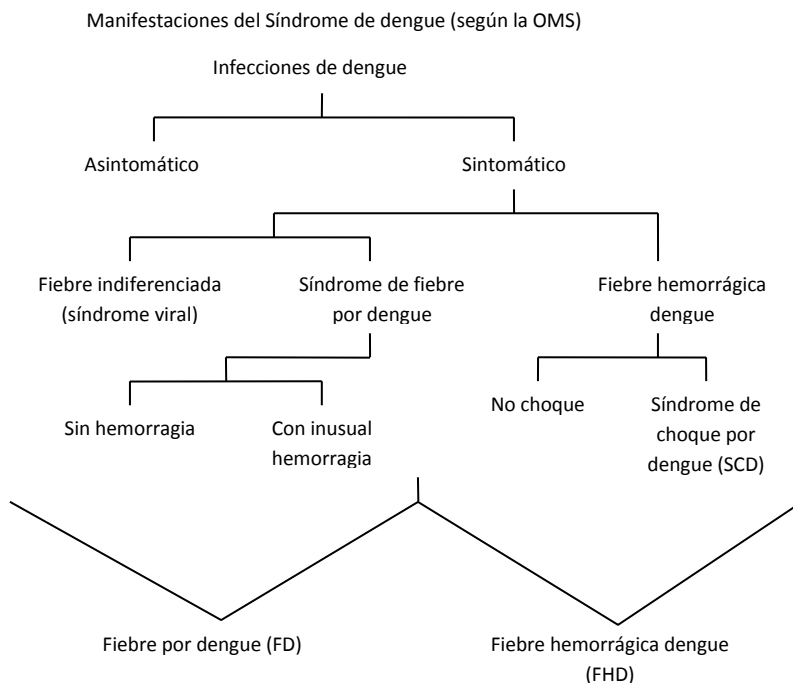 Manifestaciones del Síndrome de dengue (según la OMS)
Infecciones de dengue
Asintomático
Sintomático
Fiebre indiferenciada
(síndrome viral)
Síndrome de fiebre
por dengue
Fiebre hemorrágica
dengue
Sin hemorragia
Con inusual
hemorragia
No choque
Síndrome de
choque por
dengue (SCD)
Fiebre por dengue (FD)
Fiebre hemorrágica dengue
(FHD)